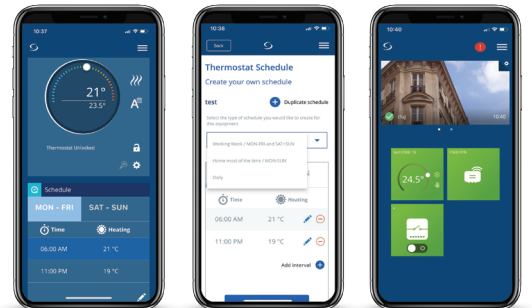 10:37
21°
23.5°
A
Thermostat Unlocked
Schedule
MON - FRI SAT - SUN
Time Heating
06:00 AM 21 °C
11:00 PM 19 °C
10:38
Back
Thermostat Schedule
Create your own schedule
test Duplicate schedule
Select the type of schedule you would like to create for
this equipment
Working Week / MON-FRI and SAT-SUN
Home most of the time / MON-SUN
Daily
Time Heating
06:00 AM 21 °C
11:00 PM 19 °C
Add interval
10:40
Cluj 10:40
24.5°